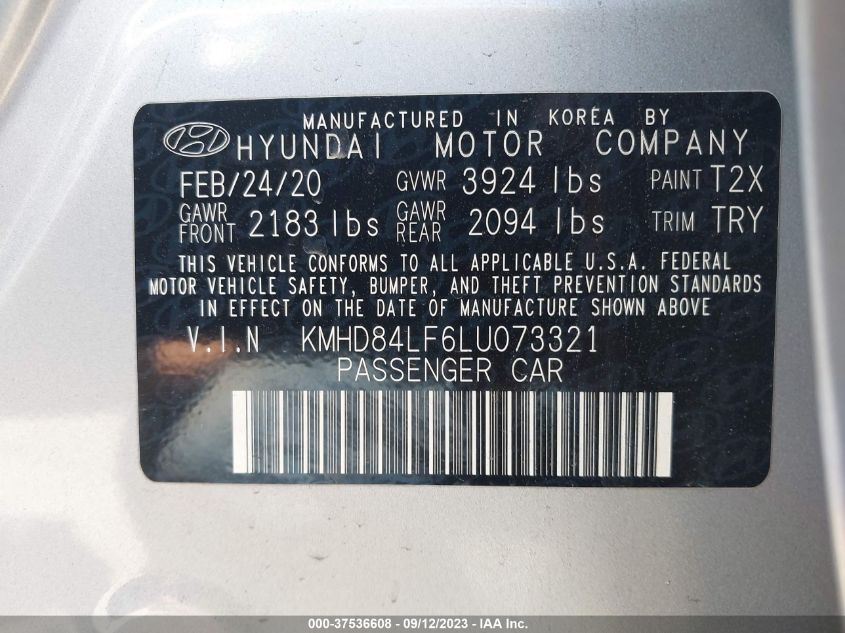 MANUFACTURED IN KOREA BY
HYUNDAI MOTOR COMPANY
FEB/24/20 GVWR 3924 lbs PAINT T2X
GAWR FRONT 2183 lbs GAWR REAR 2094 lbs TRIM TRY
THIS VEHICLE CONFORMS TO ALL APPLICABLE U.S.A. FEDERAL
MOTOR VEHICLE SAFETY, BUMPER, AND THEFT PREVENTION STANDARDS
IN EFFECT ON THE DATE OF MANUFACTURE SHOWN ABOVE
V.I.N KMHD84LF6LU073321
PASSENGER CAR
000-37536608 - 09/12/2023 - IAA Inc.